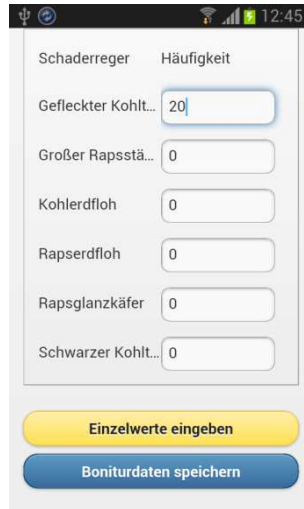 12:45
Schaderreger Häufigkeit
Gefleckter Kohlt... 20
Großer Rapsstä... 0
Kohlerdfloh 0
Rapserdfloh 0
Rapsglanzkäfer 0
Schwarzer Kohlt... 0
Einzelwerte eingeben
Boniturdaten speichern